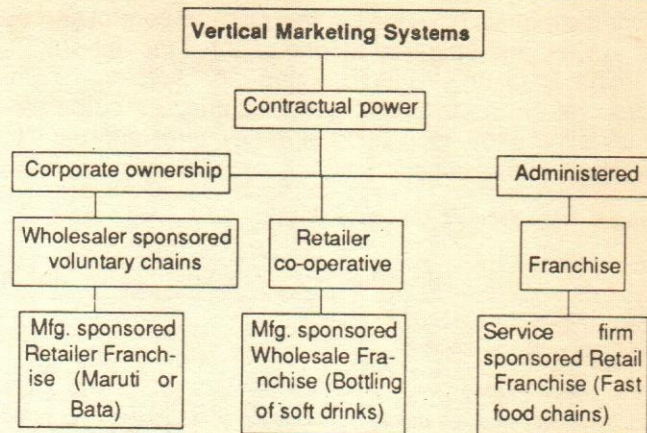 Vertical Marketing Systems
Contractual power
Corporate ownership
Administered
Wholesaler sponsored
voluntary chains
Retailer
co-operative
Franchise
Mfg. sponsored
Retailer Franch-
ise (Maruti or
Bata)
Mfg. sponsored
Wholesale Fra-
nchise (Bottling
of soft drinks)
Service firm
sponsored Retail
Franchise (Fast
food chains)